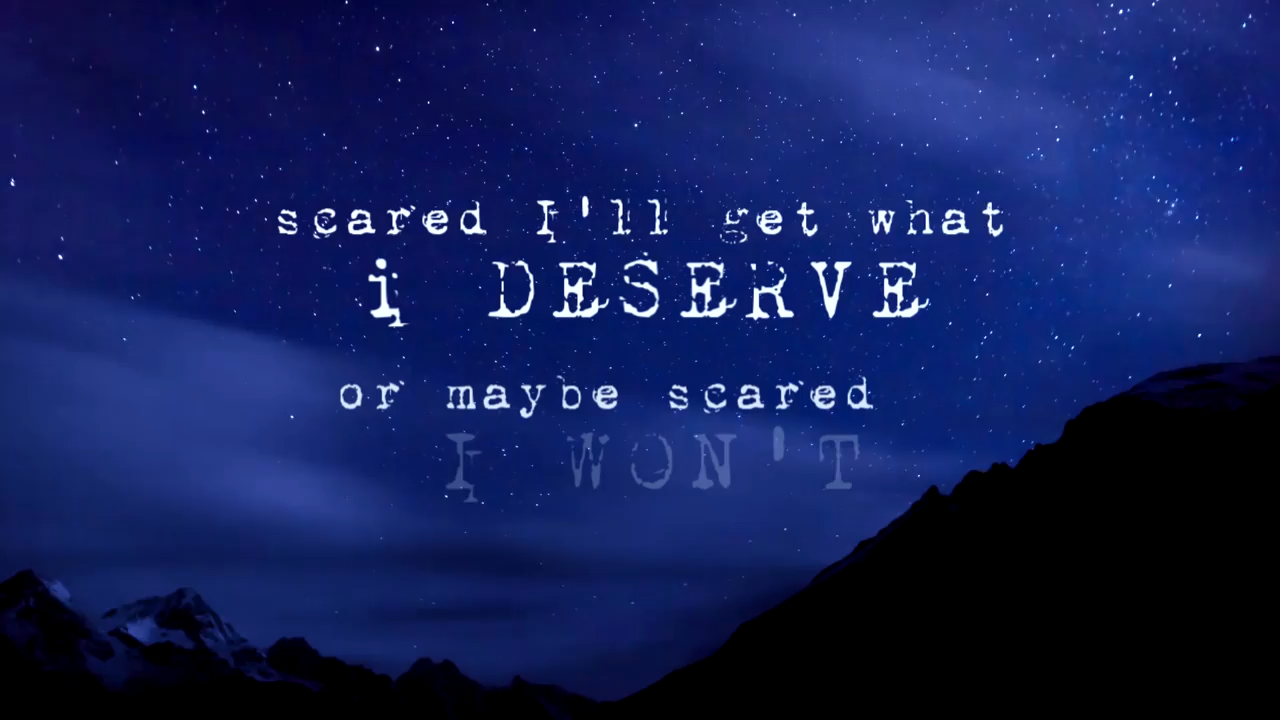 scared I'll get what
i DESERVE
or maybe scared
I WON'T